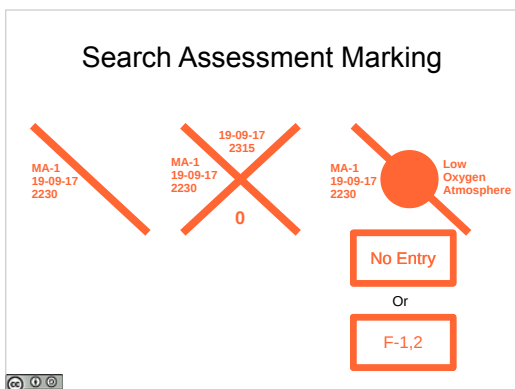 Search Assessment Marking
MA-1
19-09-17
2230
19-09-17
2315
MA-1
19-09-17
2230
0
MA-1
19-09-17
2230
Low
Oxygen
Atmosphere
No Entry
Or
F-1,2
cc